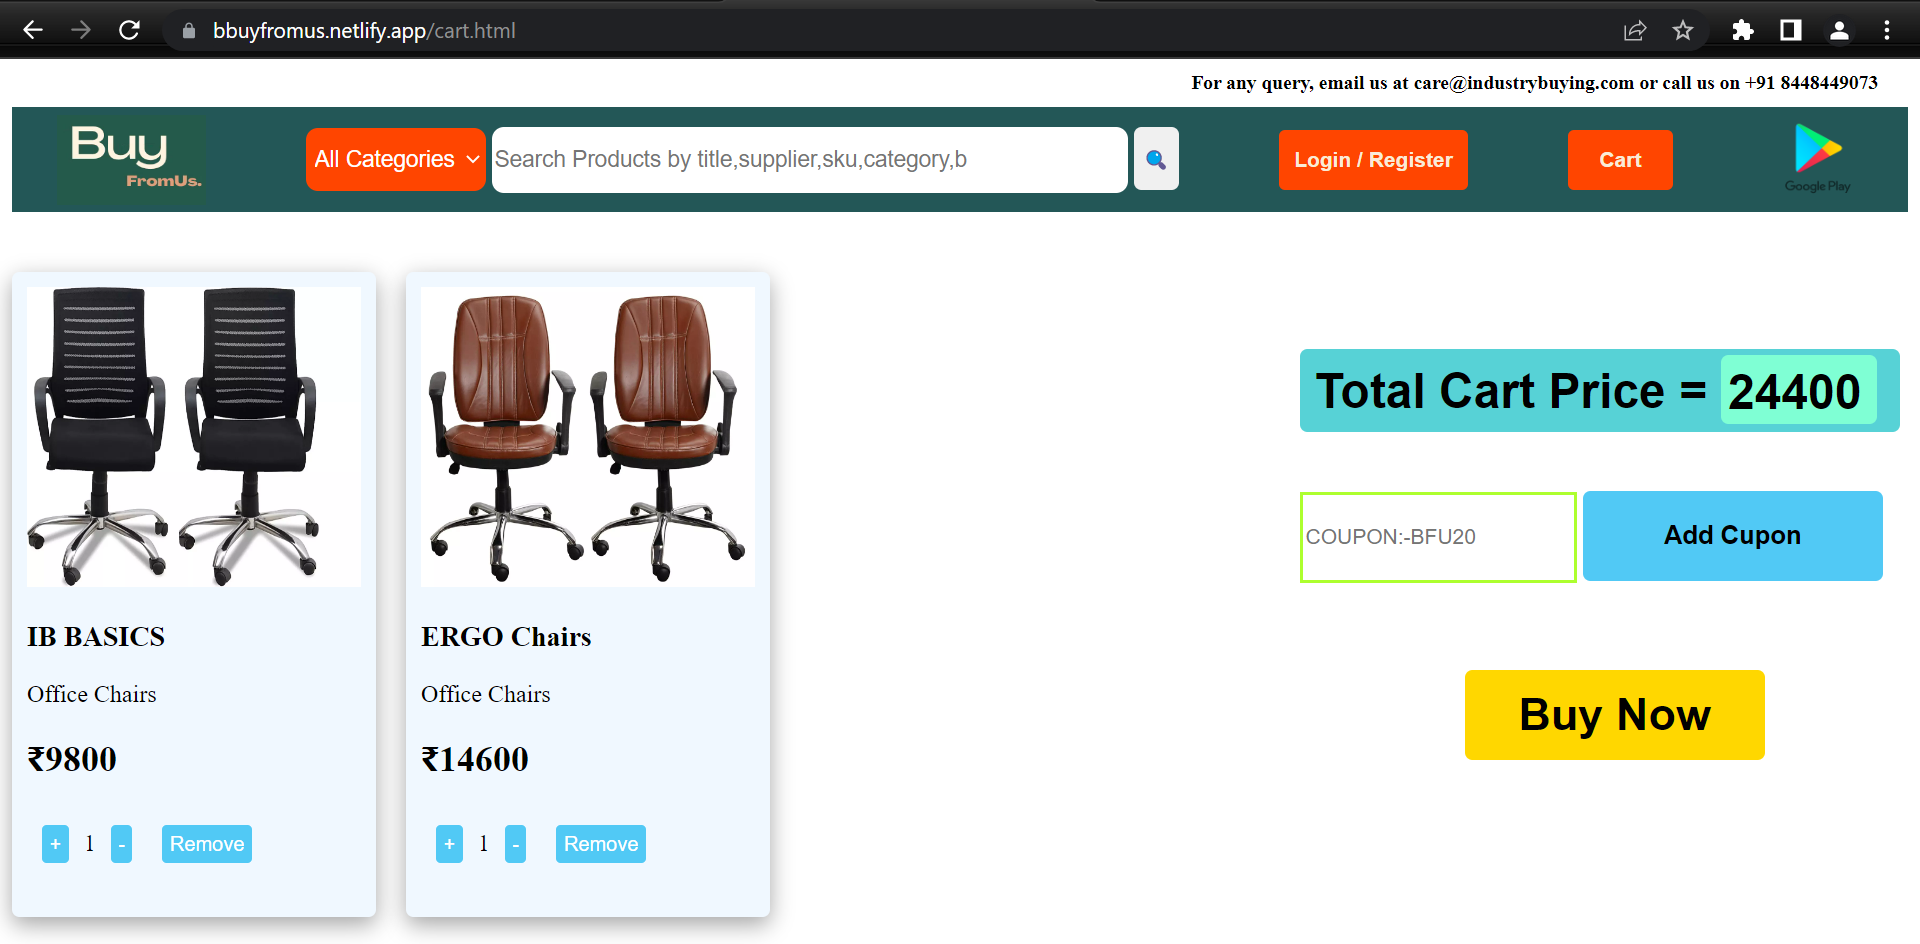 bbuyfromus.netlify.app/cart.html
For any query, email us at care@industrybuying.com or call us on +91 8448449073
Buy
FromUs.
All Categories
Search Products by title,supplier,sku,category,b
Login / Register
Cart
Google Play
IB BASICS
Office Chairs
₹9800
+ 1 - Remove
ERGO Chairs
Office Chairs
₹14600
+ 1 - Remove
Total Cart Price = 24400
COUPON:-BFU20
Add Cupon
Buy Now